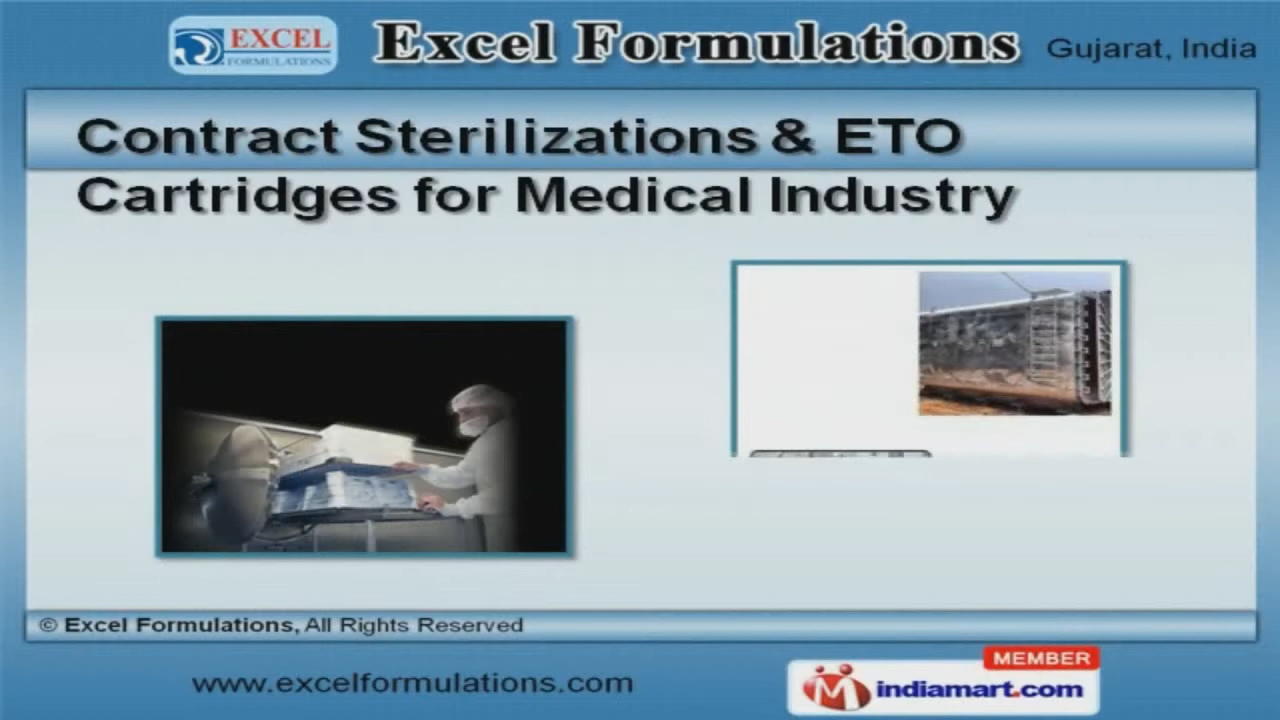 EXCEL
FORMULATIONS
Excel Formulations
Gujarat, India
Contract Sterilizations & ETO
Cartridges for Medical Industry
© Excel Formulations, All Rights Reserved
www.excelformulations.com
MEMBER
indiamart.com